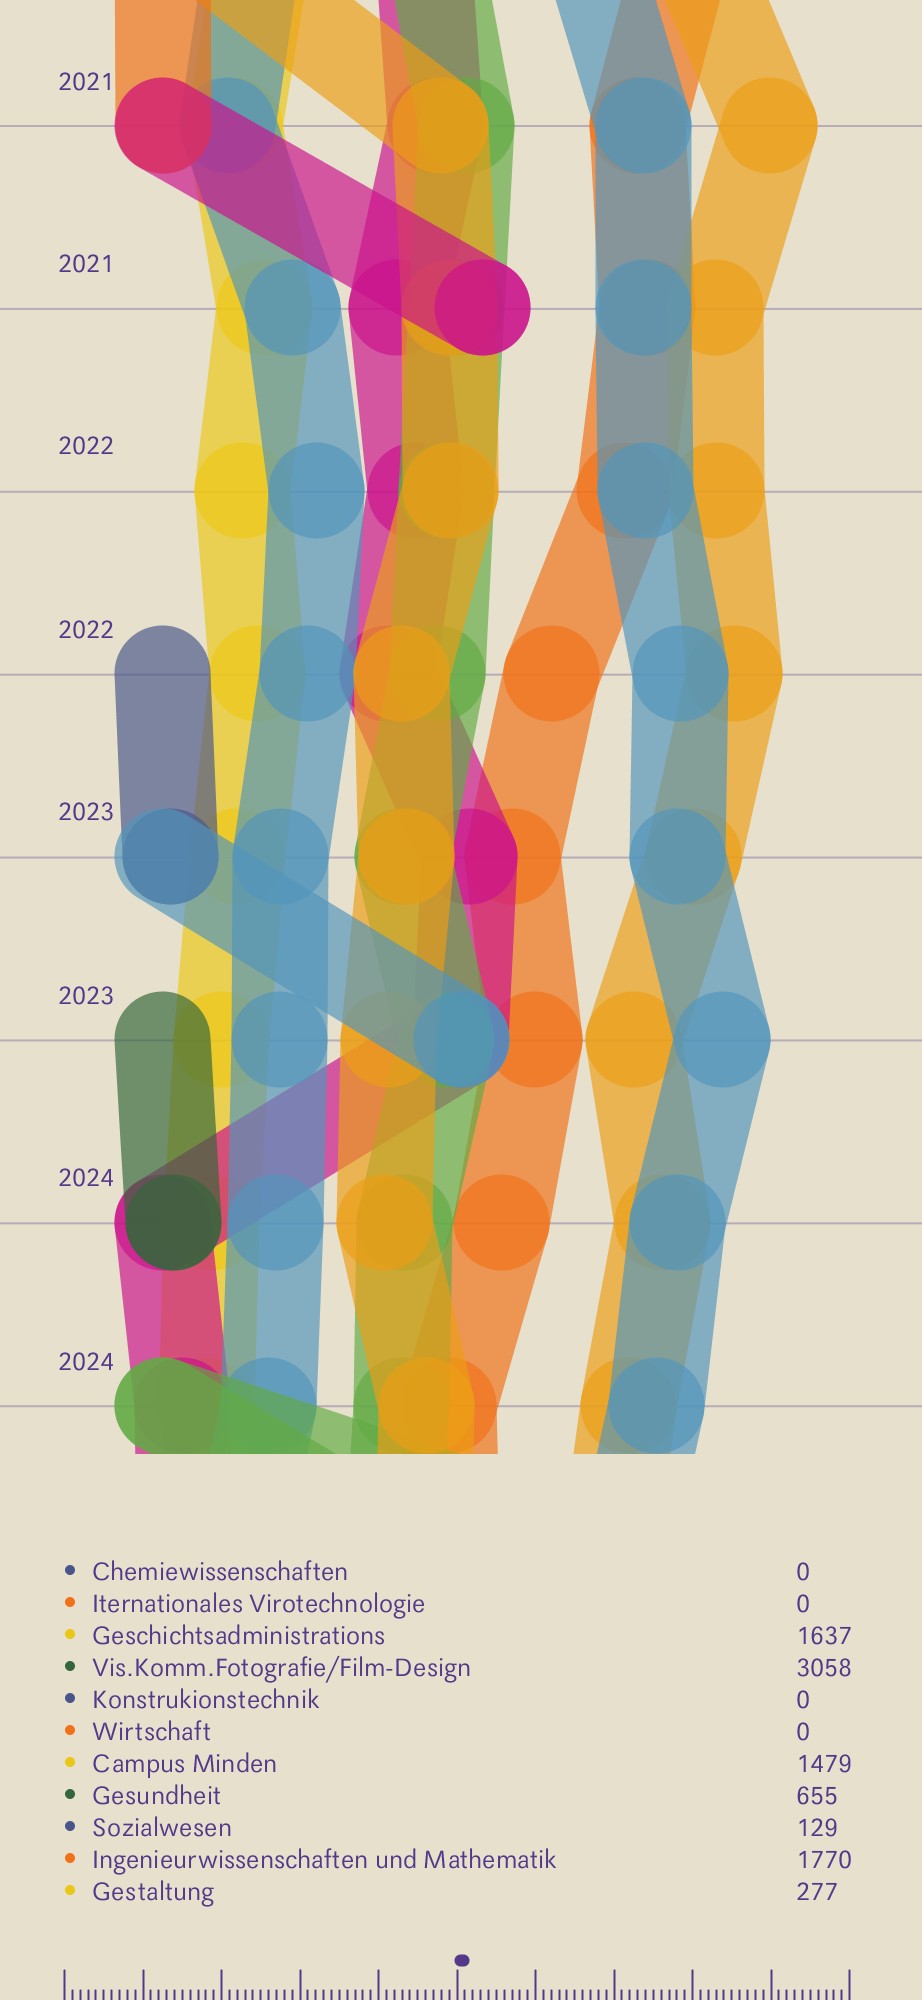 2021
2021
2022
2022
2023
2023
2024
2024
Chemiewissenschaften 0
Iternationales Virotechnologie 0
Geschichtsadministrations 1637
Vis.Komm.Fotografie/Film-Design 3058
Konstrukionstechnik 0
Wirtschaft 0
Campus Minden 1479
Gesundheit 655
Sozialwesen 129
Ingenieurwissenschaften und Mathematik 1770
Gestaltung 277